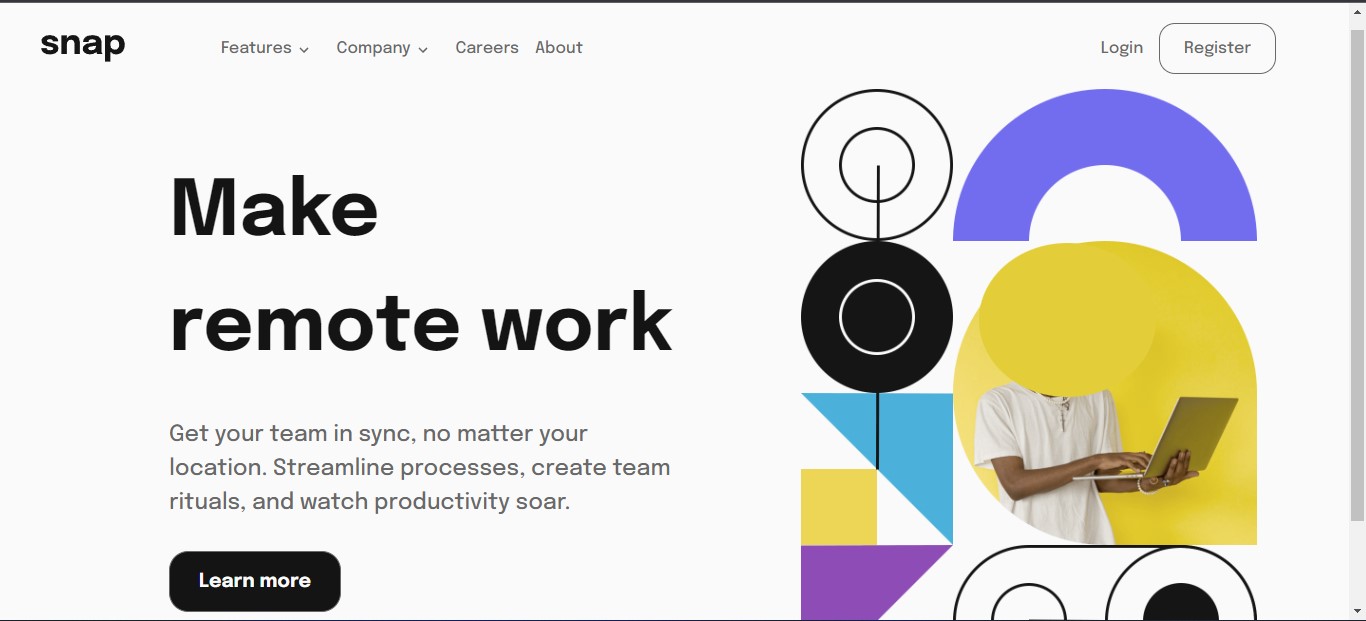 snap
Features
Company
Careers
About
Login
Register
Make
remote work
Get your team in sync, no matter your
location. Streamline processes, create team
rituals, and watch productivity soar.
Learn more